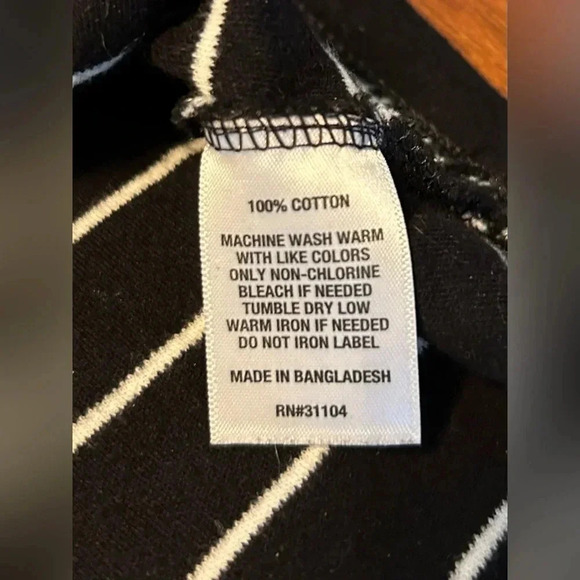 100% COTTON
MACHINE WASH WARM
WITH LIKE COLORS
ONLY NON-CHLORINE
BLEACH IF NEEDED
TUMBLE DRY LOW
WARM IRON IF NEEDED
DO NOT IRON LABEL
MADE IN BANGLADESH
RN#31104